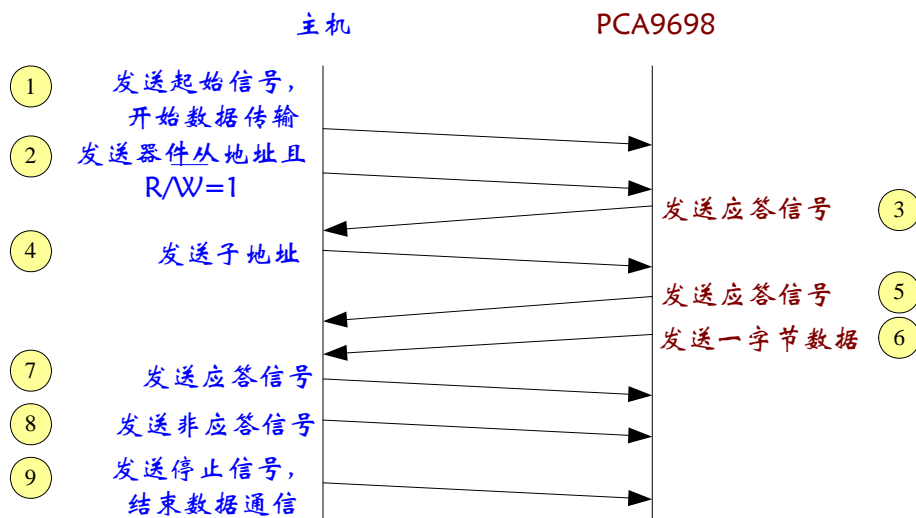 主机
PCA9698
1
发送起始信号,
开始数据传输
2
发送器件从地址且
R/W=1
发送应答信号
3
4
发送子地址
发送应答信号
5
发送一字节数据
6
7
发送应答信号
8
发送非应答信号
9
发送停止信号,
结束数据通信